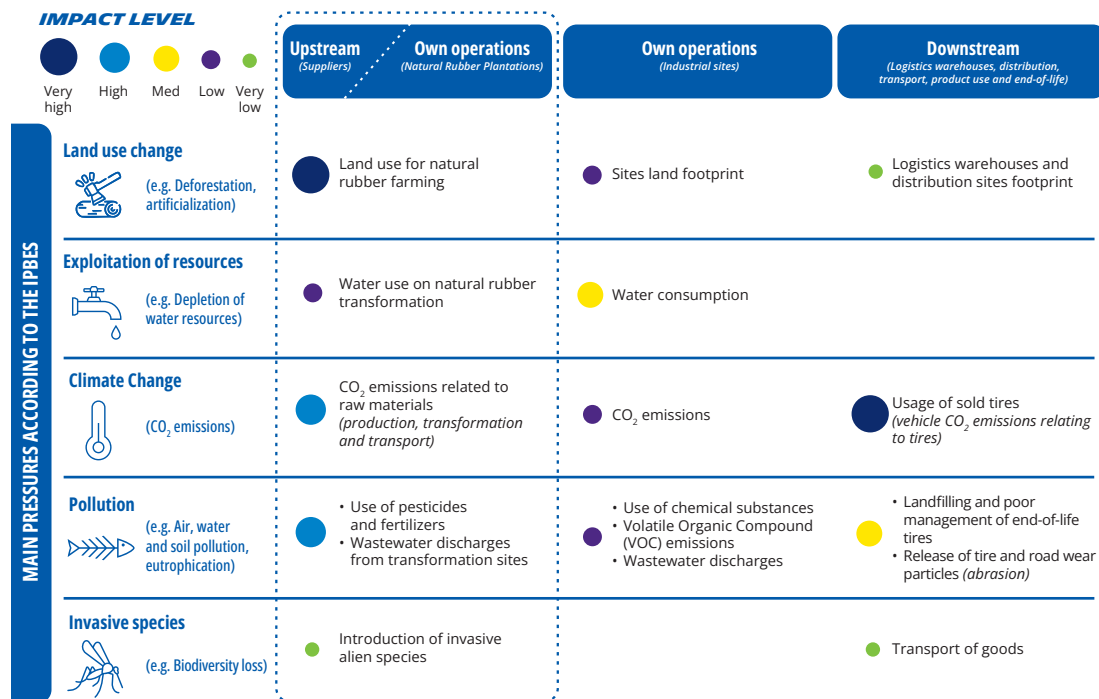 IMPACT LEVEL
Very high
High
Med
Low
Very low
Upstream
(Suppliers)
Own operations
(Natural Rubber Plantations)
Own operations
(Industrial sites)
Downstream
(Logistics warehouses, distribution,
transport, product use and end-of-life)
MAIN PRESSURES ACCORDING TO THE IPBES
Land use change
(e.g. Deforestation,
artificialization)
Land use for natural
rubber farming
Sites land footprint
Logistics warehouses and
distribution sites footprint
Exploitation of resources
(e.g. Depletion of
water resources)
Water use on natural rubber
transformation
Water consumption
Climate Change
(CO₂ emissions)
CO₂ emissions related to
raw materials
(production, transformation
and transport)
CO₂ emissions
Usage of sold tires
(vehicle CO₂ emissions relating
to tires)
Pollution
(e.g. Air, water
and soil pollution,
eutrophication)
• Use of pesticides
and fertilizers
• Wastewater discharges
from transformation sites
• Use of chemical substances
• Volatile Organic Compound
(VOC) emissions
• Wastewater discharges
• Landfilling and poor
management of end-of-life
tires
• Release of tire and road wear
particles (abrasion)
Invasive species
(e.g. Biodiversity loss)
Introduction of invasive
alien species
Transport of goods